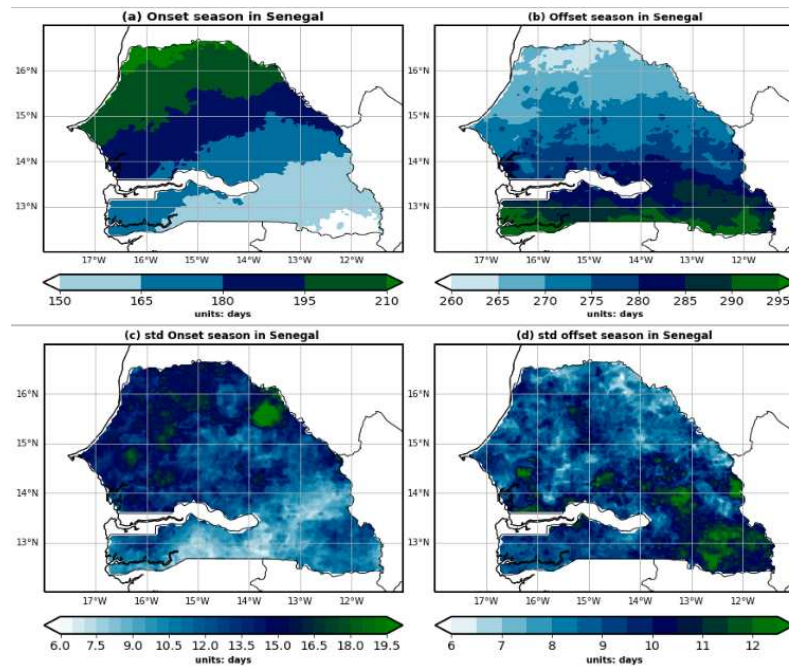 (a) Onset season in Senegal
16°N
15°N
14°N
13°N
17°W 16°W 15°W 14°W 13°W 12°W
150 165 180 195 210
units: days
(b) Offset season in Senegal
16°N
15°N
14°N
13°N
17°W 16°W 15°W 14°W 13°W 12°W
260 265 270 275 280 285 290 295
units: days
(c) std Onset season in Senegal
16°N
15°N
14°N
13°N
17°W 16°W 15°W 14°W 13°W 12°W
6.0 7.5 9.0 10.5 12.0 13.5 15.0 16.5 18.0 19.5
units: days
(d) std offset season in Senegal
16°N
15°N
14°N
13°N
17°W 16°W 15°W 14°W 13°W 12°W
6 7 8 9 10 11 12
units: days